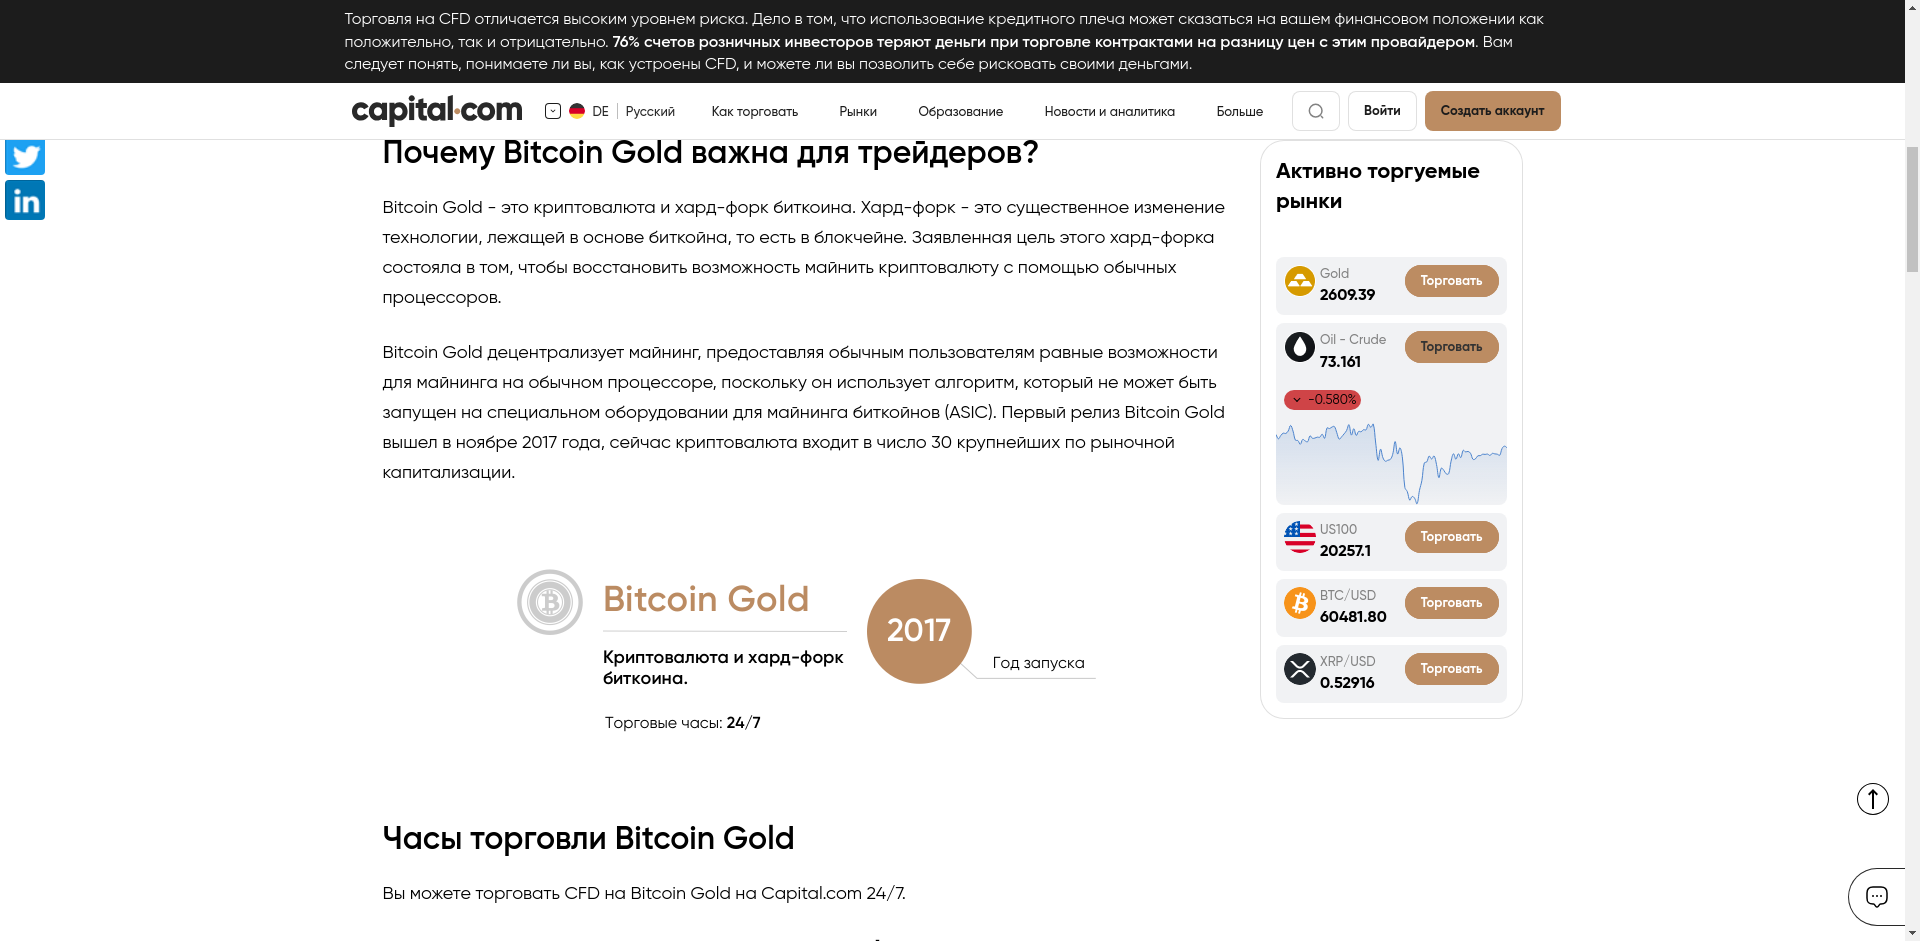 Торговля на CFD отличается высоким уровнем риска. Дело в том, что использование кредитного плеча может сказаться на вашем финансовом положении как
положительно, так и отрицательно. 76% счетов розничных инвесторов теряют деньги при торговле контрактами на разницу цен с этим провайдером. Вам
следует понять, понимаете ли вы, как устроены CFD, и можете ли вы позволить себе рисковать своими деньгами.
capital.com
DE
Русский
Как торговать
Рынки
Образование
Новости и аналитика
Больше
Войти
Создать аккаунт
in
Почему Bitcoin Gold важна для трейдеров?
Bitcoin Gold - это криптовалюта и хард-форк биткоина. Хард-форк - это существенное изменение
технологии, лежащей в основе биткойна, то есть в блокчейне. Заявленная цель этого хард-форка
состояла в том, чтобы восстановить возможность майнить криптовалюту с помощью обычных
процессоров.
Bitcoin Gold децентрализует майнинг, предоставляя обычным пользователям равные возможности
для майнинга на обычном процессоре, поскольку он использует алгоритм, который не может быть
запущен на специальном оборудовании для майнинга биткойнов (ASIC). Первый релиз Bitcoin Gold
вышел в ноябре 2017 года, сейчас криптовалюта входит в число 30 крупнейших по рыночной
капитализации.
Bitcoin Gold
Криптовалюта и хард-форк
биткоина.
Торговые часы: 24/7
2017
Год запуска
Часы торговли Bitcoin Gold
Вы можете торговать CFD на Bitcoin Gold на Capital.com 24/7.
Активно торгуемые
рынки
Gold
2609.39
Торговать
Oil - Crude
73.161
Торговать
-0.580%
US100
20257.1
Торговать
BTC/USD
60481.80
Торговать
XRP/USD
0.52916
Торговать